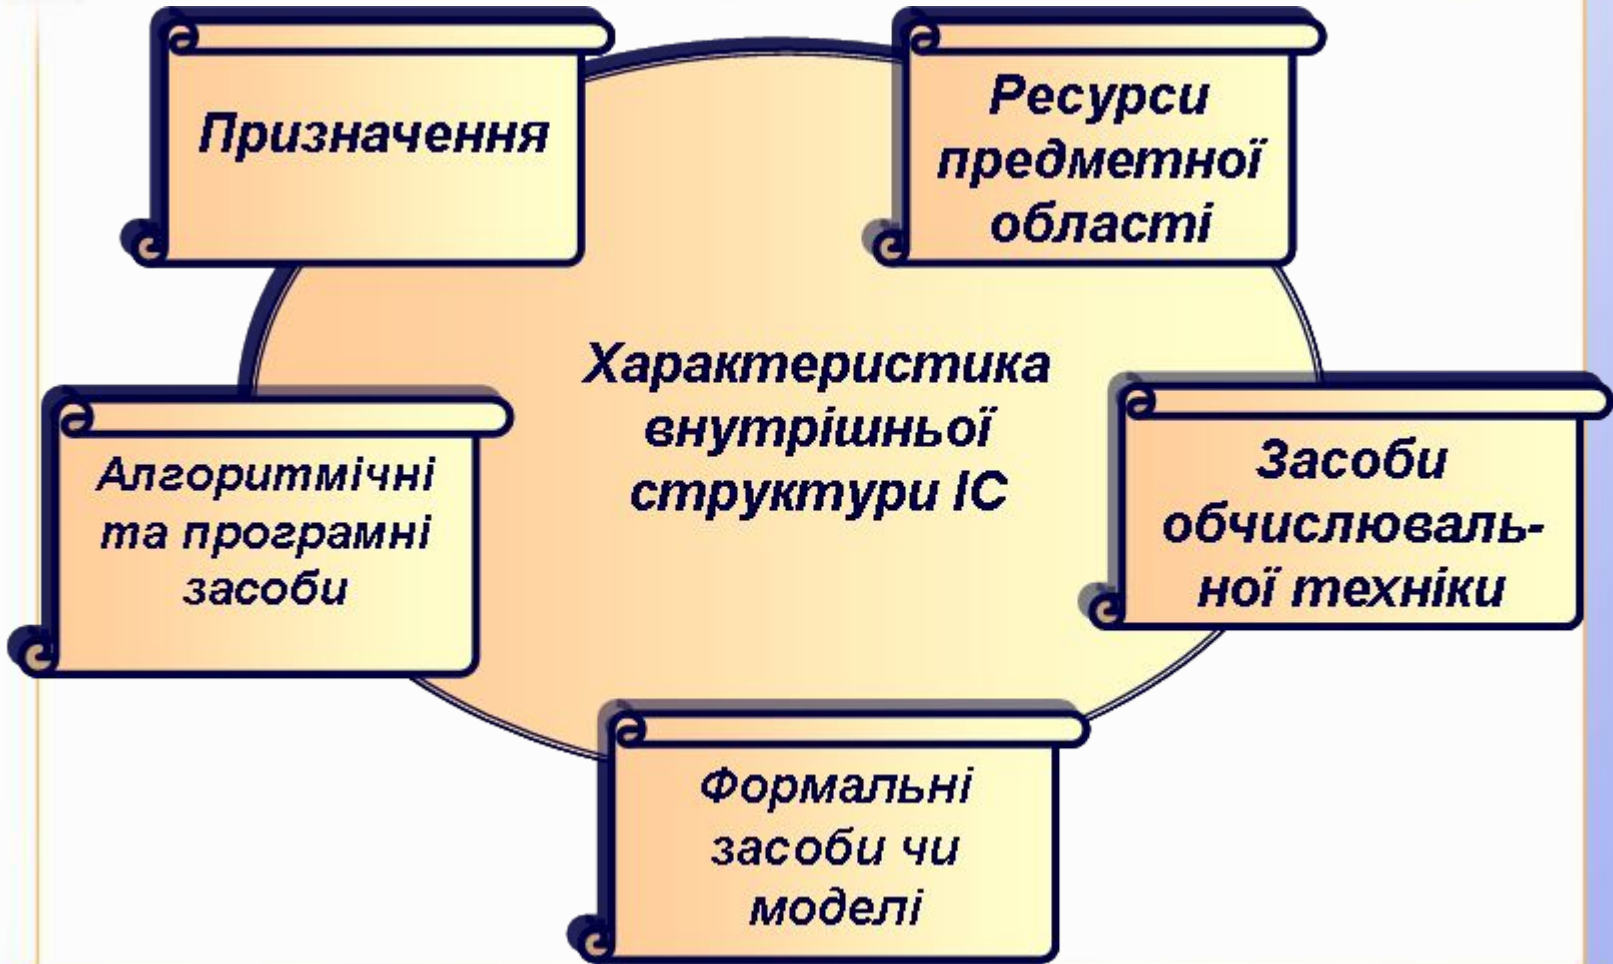 Призначення
Ресурси
предметної
області
Характеристика
внутрішньої
структури ІС
Алгоритмічні
та програмні
засоби
Засоби
обчислюваль-
ної техніки
Формальні
засоби чи
моделі